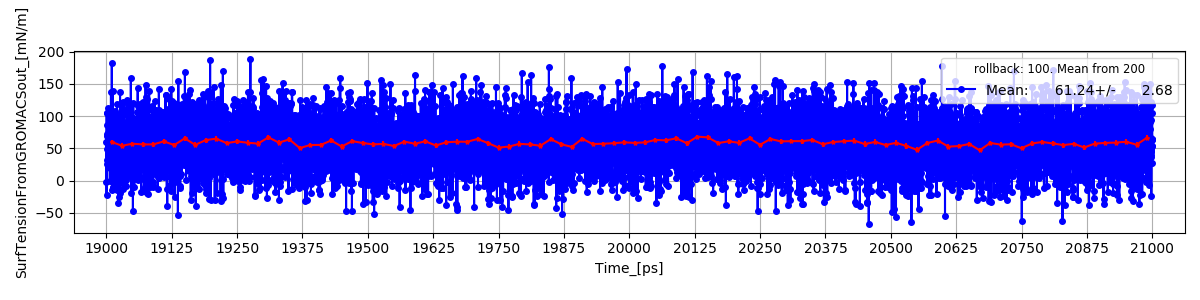 SurfTensionFromGROMACSout_[mN/m]
200
150
100
50
0
−50
rollback: 100, Mean from 200
Mean: 61.24+/- 2.68
19000 19125 19250 19375 19500 19625 19750 19875 20000 20125 20250 20375 20500 20625 20750 20875 21000
Time_[ps]